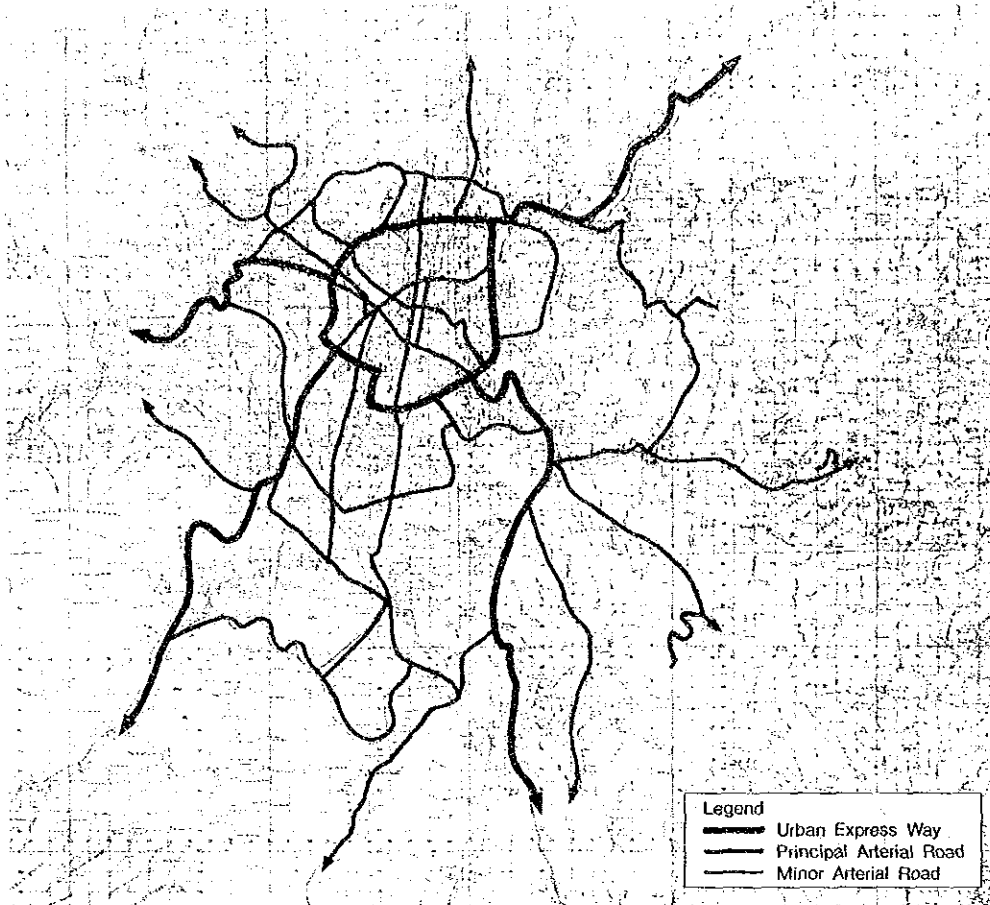 Legend
Urban Express Way
Principal Arterial Road
Minor Arterial Road